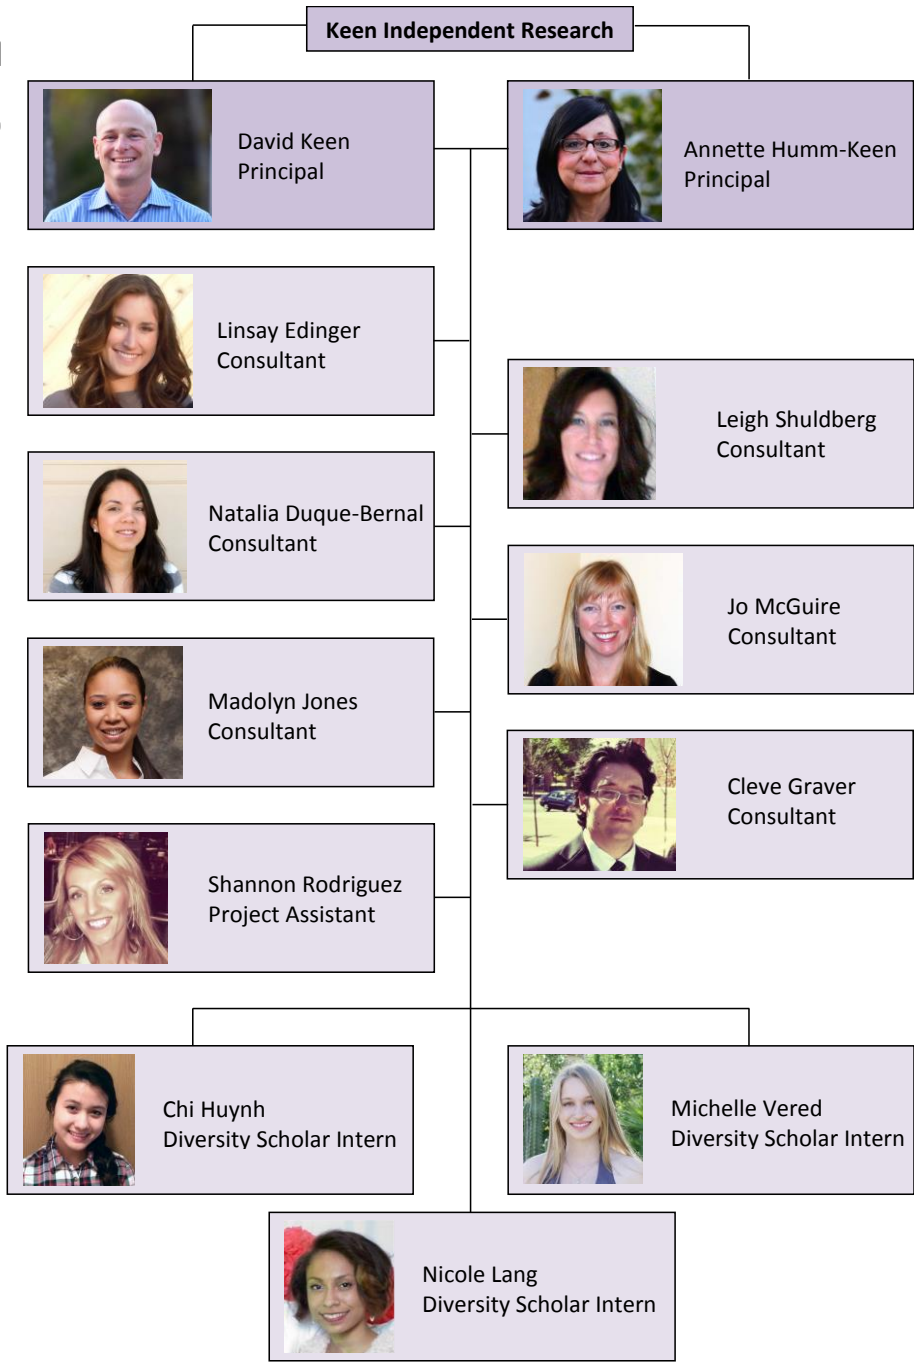 Keen Independent Research
David Keen
Principal
Annette Humm-Keen
Principal
Linsay Edinger
Consultant
Leigh Shuldberg
Consultant
Natalia Duque-Bernal
Consultant
Jo McGuire
Consultant
Madolyn Jones
Consultant
Cleve Graver
Consultant
Shannon Rodriguez
Project Assistant
Chi Huynh
Diversity Scholar Intern
Michelle Vered
Diversity Scholar Intern
Nicole Lang
Diversity Scholar Intern